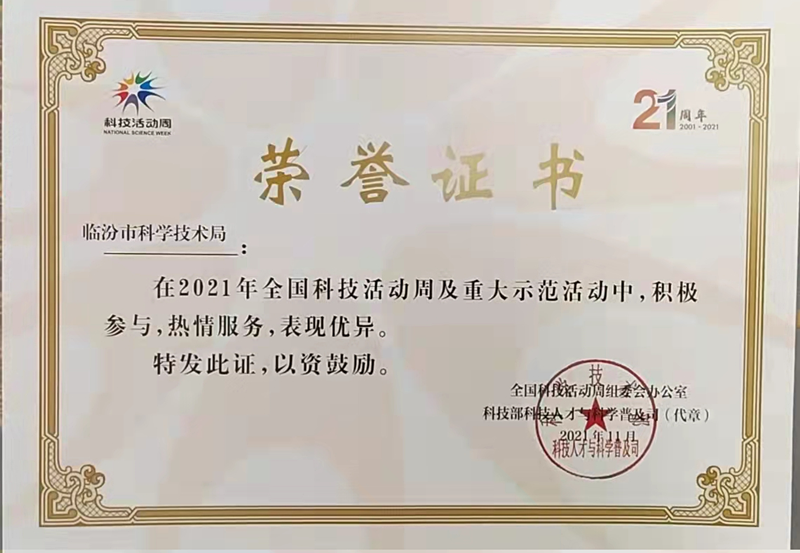 科技活动周
NATIONAL SCIENCE WEEK
21周年
2001-2021
荣誉证书
临汾市科学技术局：
在2021年全国科技活动周及重大示范活动中，积极
参与，热情服务，表现优异。
特发此证，以资鼓励。
全国科技活动周组委会办公室
科技部科技人才与科学普及司（代章）
2021年11月
科技人才与科学普及司